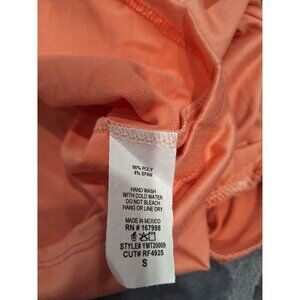 96% POLY
4% SPAN
HAND WASH
WITH COLD WATER
DO NOT BLEACH
HANG OR LINE DRY
MADE IN MEXICO
RN # 167998
STYLE# YMT20009
CUT# RF4925
S